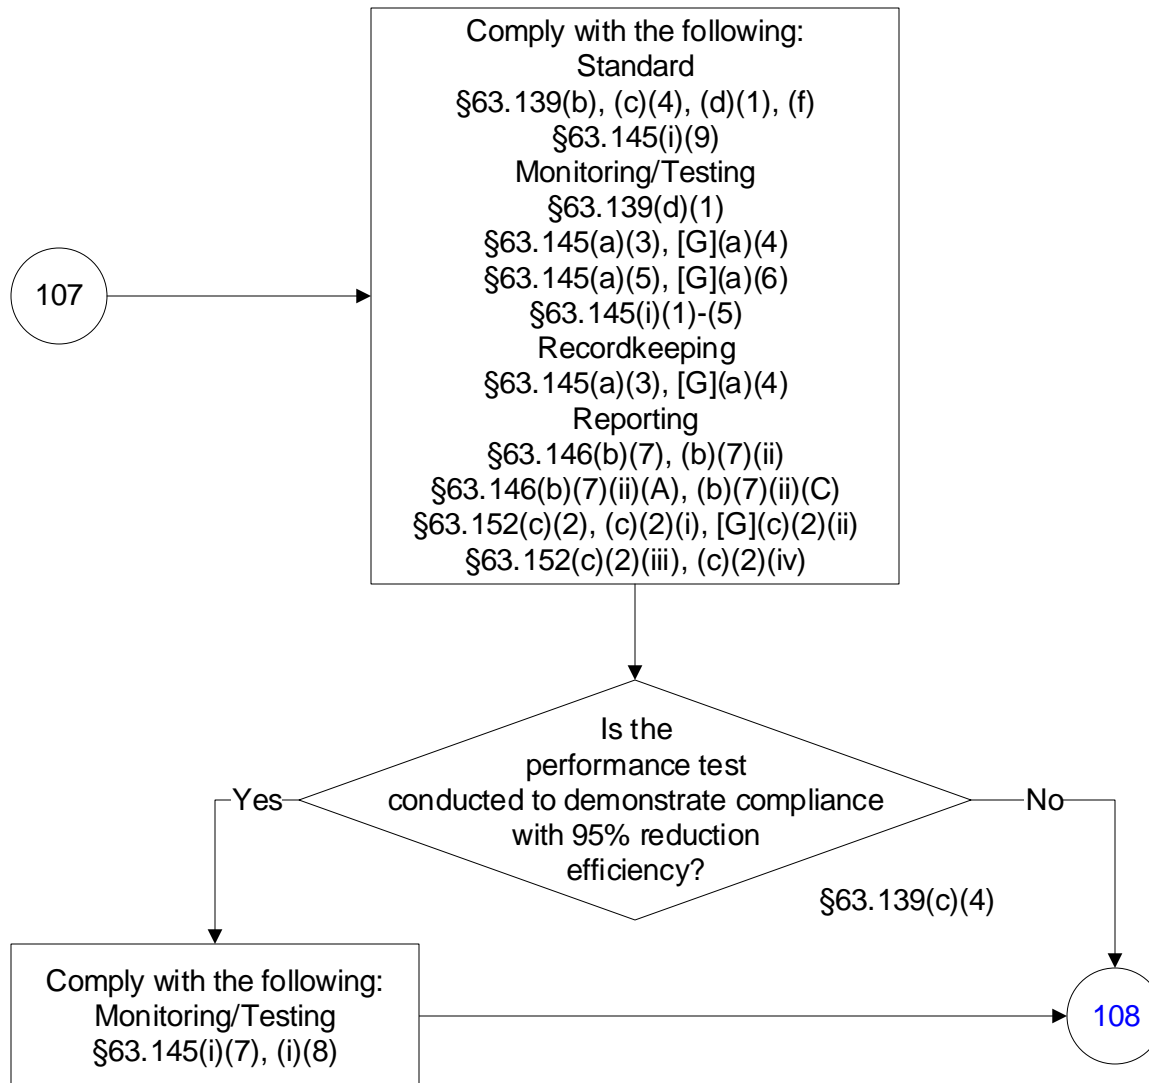 Comply with the following:
Standard
§63.139(b), (c)(4), (d)(1), (f)
§63.145(i)(9)
Monitoring/Testing
§63.139(d)(1)
§63.145(a)(3), [G](a)(4)
§63.145(a)(5), [G](a)(6)
§63.145(i)(1)-(5)
Recordkeeping
§63.145(a)(3), [G](a)(4)
Reporting
§63.146(b)(7), (b)(7)(ii)
§63.146(b)(7)(ii)(A), (b)(7)(ii)(C)
§63.152(c)(2), (c)(2)(i), [G](c)(2)(ii)
§63.152(c)(2)(iii), (c)(2)(iv)
107
Is the
performance test
conducted to demonstrate compliance
with 95% reduction
efficiency?
Yes
No
§63.139(c)(4)
Comply with the following:
Monitoring/Testing
§63.145(i)(7), (i)(8)
108